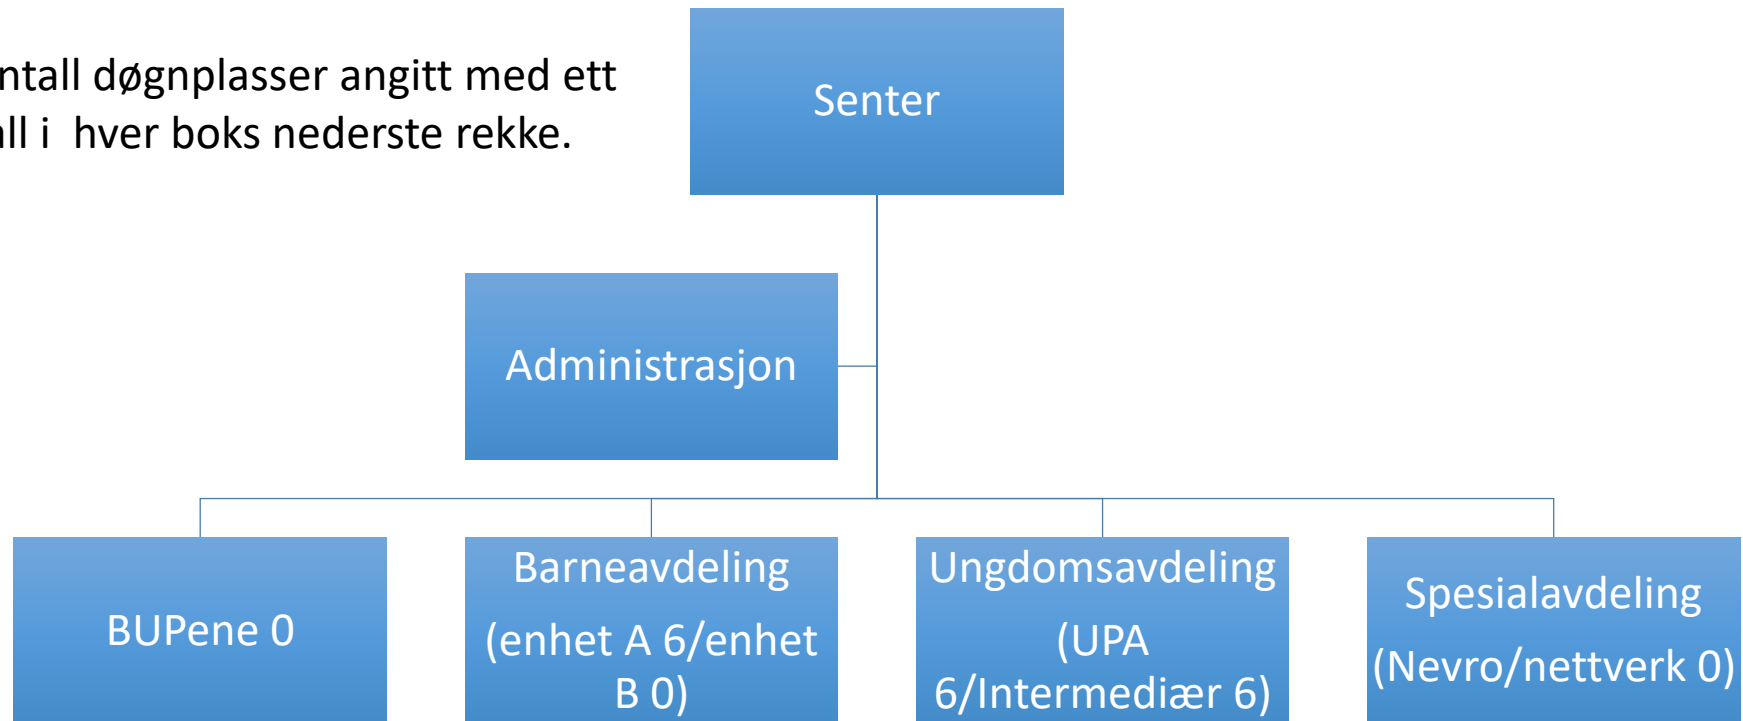 ntall døgnplasser angitt med ett
ll i hver boks nederste rekke.
Senter
Administrasjon
BUPene 0
Barneavdeling
(enhet A 6/enhet
B 0)
Ungdomsavdeling
(UPA
6/Intermediær 6)
Spesialavdeling
(Nevro/nettverk 0)